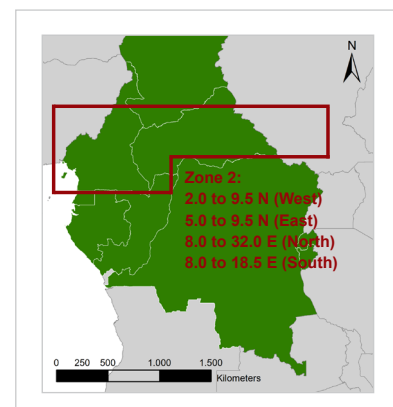 N
Zone 2:
2.0 to 9.5 N (West)
5.0 to 9.5 N (East)
8.0 to 32.0 E (North)
8.0 to 18.5 E (South)
0 250 500 1.000 1.500
Kilometers